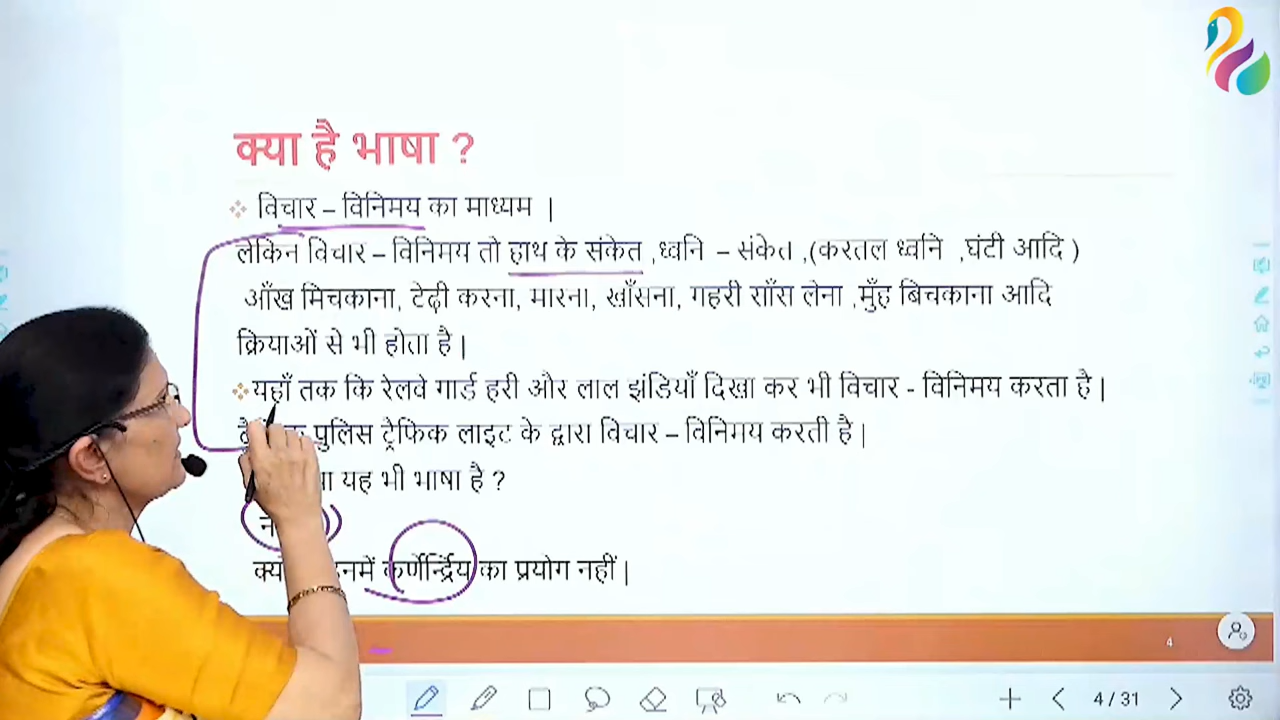 क्या है भाषा ?
विचार – विनिमय का माध्यम |
लेकिन विचार – विनिमय तो हाथ के संकेत ,ध्वनि – संकेत ,(करतल ध्वनि ,घंटी आदि )
आँख मिचकाना, टेढ़ी करना, मारना, खाँसना, गहरी साँस लेना ,मुँह बिचकाना आदि
क्रियाओं से भी होता है |
यहाँ तक कि रेलवे गार्ड हरी और लाल झंडियाँ दिखा कर भी विचार - विनिमय करता है |
पुलिस ट्रेफिक लाइट के द्वारा विचार – विनिमय करती है |
यह भी भाषा है ?
कर्णेन्द्रिय का प्रयोग नहीं |
4
4 / 31